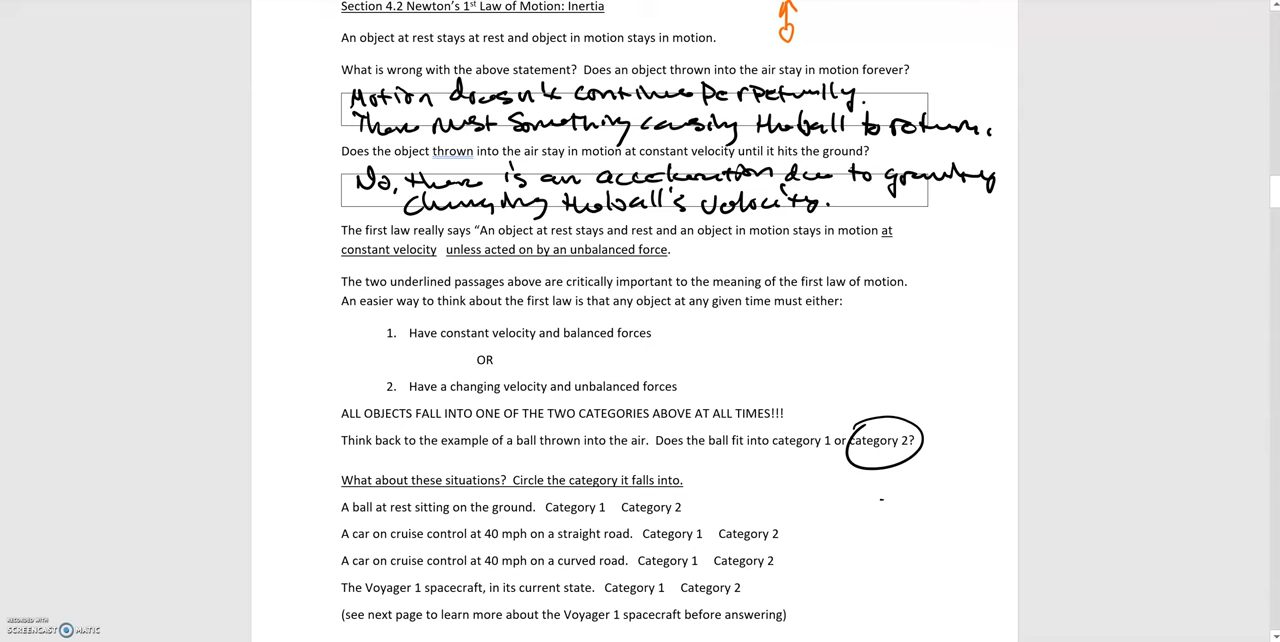 Section 4.2 Newton's 1st Law of Motion: Inertia
An object at rest stays at rest and object in motion stays in motion.
What is wrong with the above statement? Does an object thrown into the air stay in motion forever?
Motion doesn't continue perpetually.
There must something causing the ball to return.
Does the object thrown into the air stay in motion at constant velocity until it hits the ground?
No, there is an acceleration due to gravity
changing the ball's velocity.
The first law really says “An object at rest stays and rest and an object in motion stays in motion at
constant velocity unless acted on by an unbalanced force.
The two underlined passages above are critically important to the meaning of the first law of motion.
An easier way to think about the first law is that any object at any given time must either:
1. Have constant velocity and balanced forces
OR
2. Have a changing velocity and unbalanced forces
ALL OBJECTS FALL INTO ONE OF THE TWO CATEGORIES ABOVE AT ALL TIMES!!!
Think back to the example of a ball thrown into the air. Does the ball fit into category 1 or category 2?
What about these situations? Circle the category it falls into.
A ball at rest sitting on the ground. Category 1 Category 2
A car on cruise control at 40 mph on a straight road. Category 1 Category 2
A car on cruise control at 40 mph on a curved road. Category 1 Category 2
The Voyager 1 spacecraft, in its current state. Category 1 Category 2
(see next page to learn more about the Voyager 1 spacecraft before answering)
RECORDED WITH
SCREENCAST MATIC